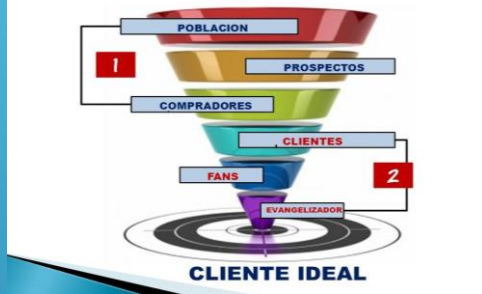 POBLACION
1
PROSPECTOS
COMPRADORES
CLIENTES
FANS
2
EVANGELIZADOR
CLIENTE IDEAL